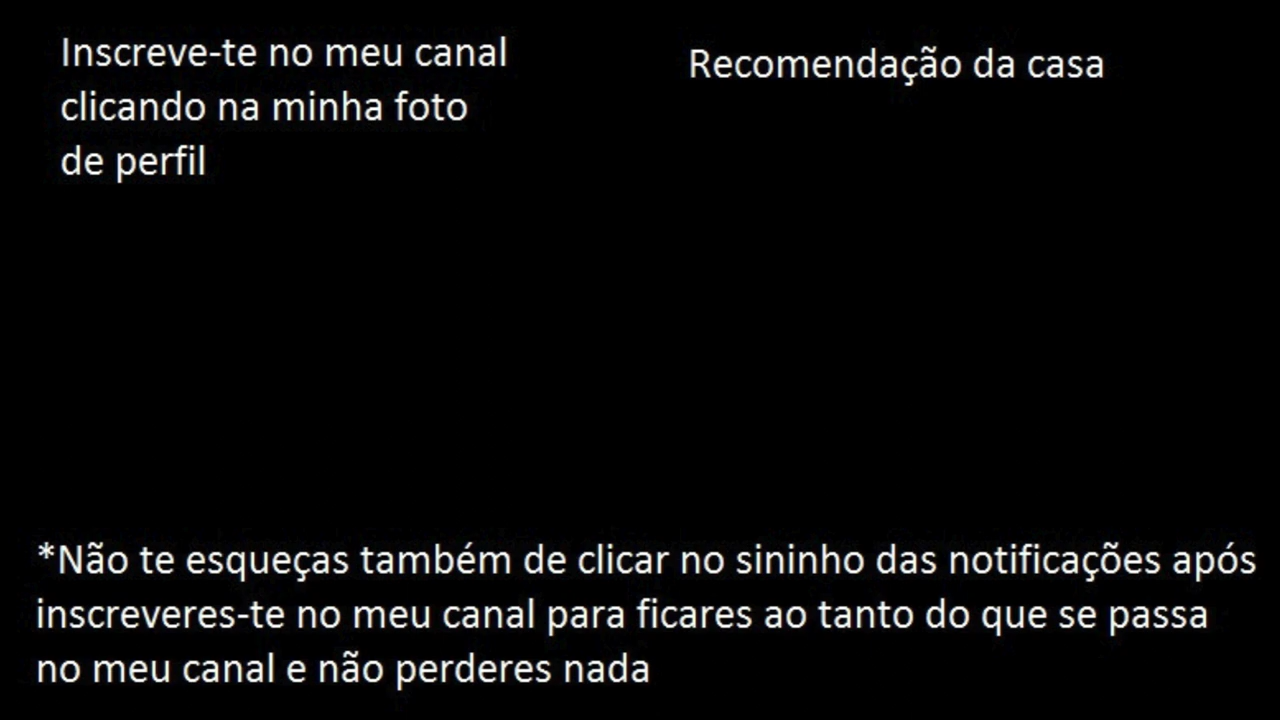 Inscreve-te no meu canal
clicando na minha foto
de perfil
Recomendação da casa
*Não te esqueças também de clicar no sininho das notificações após
inscreveres-te no meu canal para ficares ao tanto do que se passa
no meu canal e não perderes nada